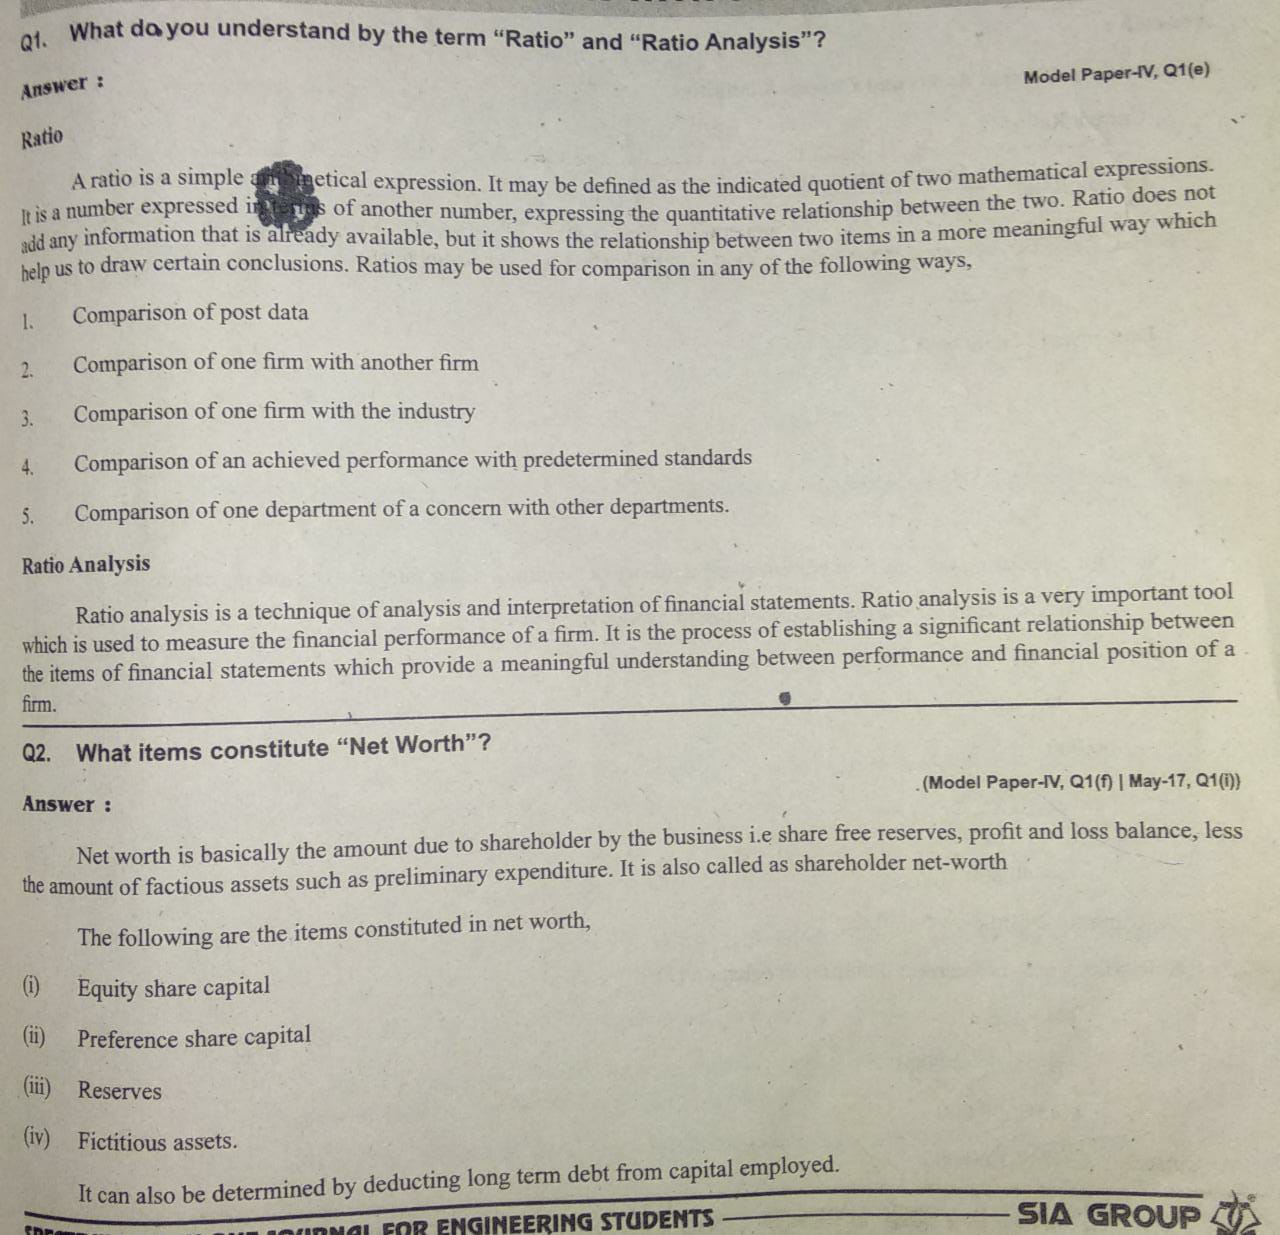 Q1. What do you understand by the term “Ratio” and “Ratio Analysis”?
Answer :
Model Paper-IV, Q1(e)
Ratio
A ratio is a simple arithmetical expression. It may be defined as the indicated quotient of two mathematical expressions.
It is a number expressed in terms of another number, expressing the quantitative relationship between the two. Ratio does not
add any information that is already available, but it shows the relationship between two items in a more meaningful way which
help us to draw certain conclusions. Ratios may be used for comparison in any of the following ways,
1. Comparison of post data
2. Comparison of one firm with another firm
3. Comparison of one firm with the industry
4. Comparison of an achieved performance with predetermined standards
5. Comparison of one department of a concern with other departments.
Ratio Analysis
Ratio analysis is a technique of analysis and interpretation of financial statements. Ratio analysis is a very important tool
which is used to measure the financial performance of a firm. It is the process of establishing a significant relationship between
the items of financial statements which provide a meaningful understanding between performance and financial position of a
firm.
Q2. What items constitute “Net Worth”?
(Model Paper-IV, Q1(f) | May-17, Q1(i))
Answer :
Net worth is basically the amount due to shareholder by the business i.e share free reserves, profit and loss balance, less
the amount of factious assets such as preliminary expenditure. It is also called as shareholder net-worth
The following are the items constituted in net worth,
(i) Equity share capital
(ii) Preference share capital
(iii) Reserves
(iv) Fictitious assets.
It can also be determined by deducting long term debt from capital employed.
JOURNAL FOR ENGINEERING STUDENTS
SIA GROUP